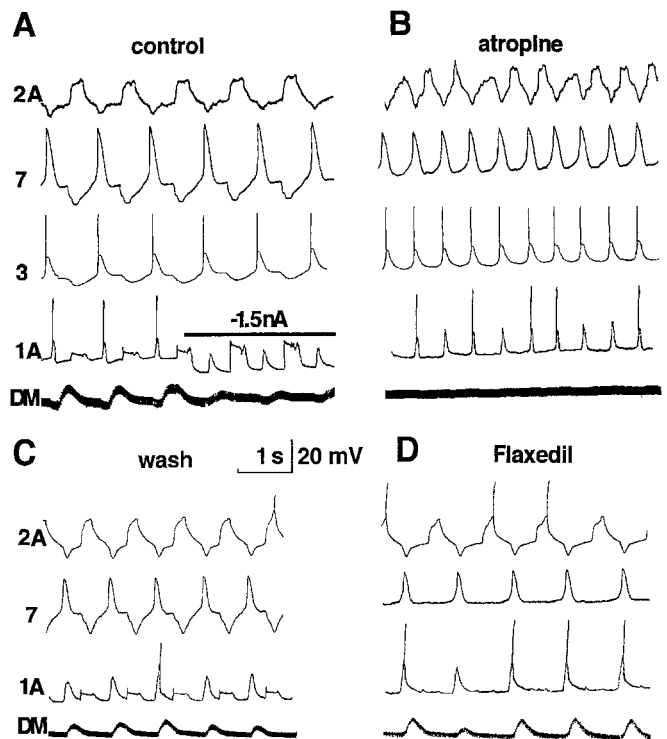 A
control
2A
7
3
-1.5nA
1A
DM
B
atropine
C
wash
1 s
20 mV
2A
7
1A
DM
D
Flaxedil